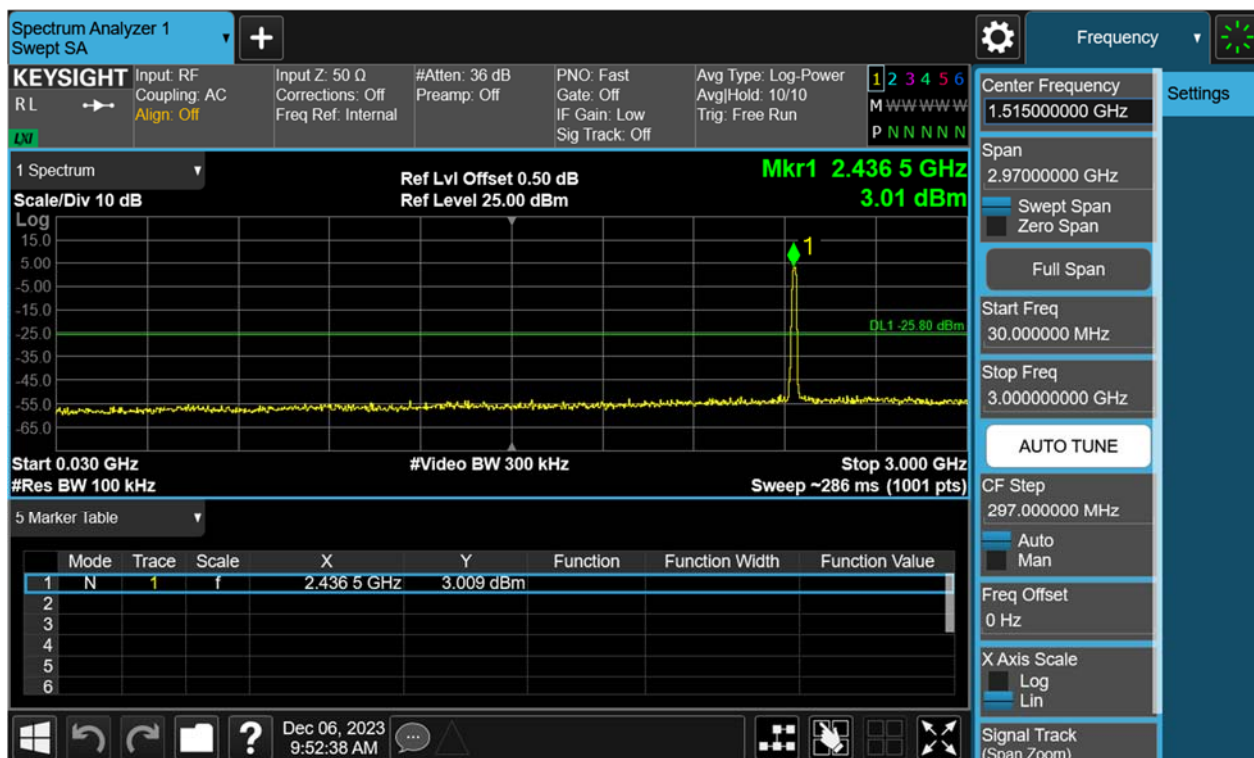 Spectrum Analyzer 1
Swept SA
Frequency
KEYSIGHT
R L
LXI
Input: RF
Coupling: AC
Align: Off
Input Z: 50 Ω
Corrections: Off
Freq Ref: Internal
#Atten: 36 dB
Preamp: Off
PNO: Fast
Gate: Off
IF Gain: Low
Sig Track: Off
Avg Type: Log-Power
Avg|Hold: 10/10
Trig: Free Run
1 2 3 4 5 6
M W W W W W
P N N N N N
1 Spectrum
Scale/Div 10 dB
Ref Lvl Offset 0.50 dB
Ref Level 25.00 dBm
Mkr1 2.436 5 GHz
3.01 dBm
Log
15.0
5.00
-5.00
-15.0
-25.0
-35.0
-45.0
-55.0
-65.0
1
DL1 -25.80 dBm
Start 0.030 GHz
#Res BW 100 kHz
#Video BW 300 kHz
Stop 3.000 GHz
Sweep ~286 ms (1001 pts)
5 Marker Table
Mode Trace Scale X Y Function Function Width Function Value
1 N 1 f 2.436 5 GHz 3.009 dBm
2
3
4
5
6
Dec 06, 2023
9:52:38 AM
Center Frequency
1.515000000 GHz
Settings
Span
2.97000000 GHz
Swept Span
Zero Span
Full Span
Start Freq
30.000000 MHz
Stop Freq
3.000000000 GHz
AUTO TUNE
CF Step
297.000000 MHz
Auto
Man
Freq Offset
0 Hz
X Axis Scale
Log
Lin
Signal Track
(Span Zoom)